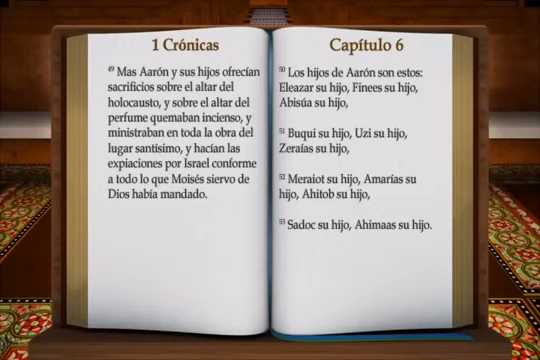 1 Crónicas
⁴⁹ Mas Aarón y sus hijos ofrecían
sacrificios sobre el altar del
holocausto, y sobre el altar del
perfume quemaban incienso, y
ministraban en toda la obra del
lugar santísimo, y hacían las
expiaciones por Israel conforme
a todo lo que Moisés siervo de
Dios había mandado.
Capítulo 6
⁵⁰ Los hijos de Aarón son estos:
Eleazar su hijo, Finees su hijo,
Abisúa su hijo,
⁵¹ Buqui su hijo, Uzi su hijo,
Zeraías su hijo,
⁵² Meraiot su hijo, Amarías su
hijo, Ahitob su hijo,
⁵³ Sadoc su hijo, Ahimaas su hijo.